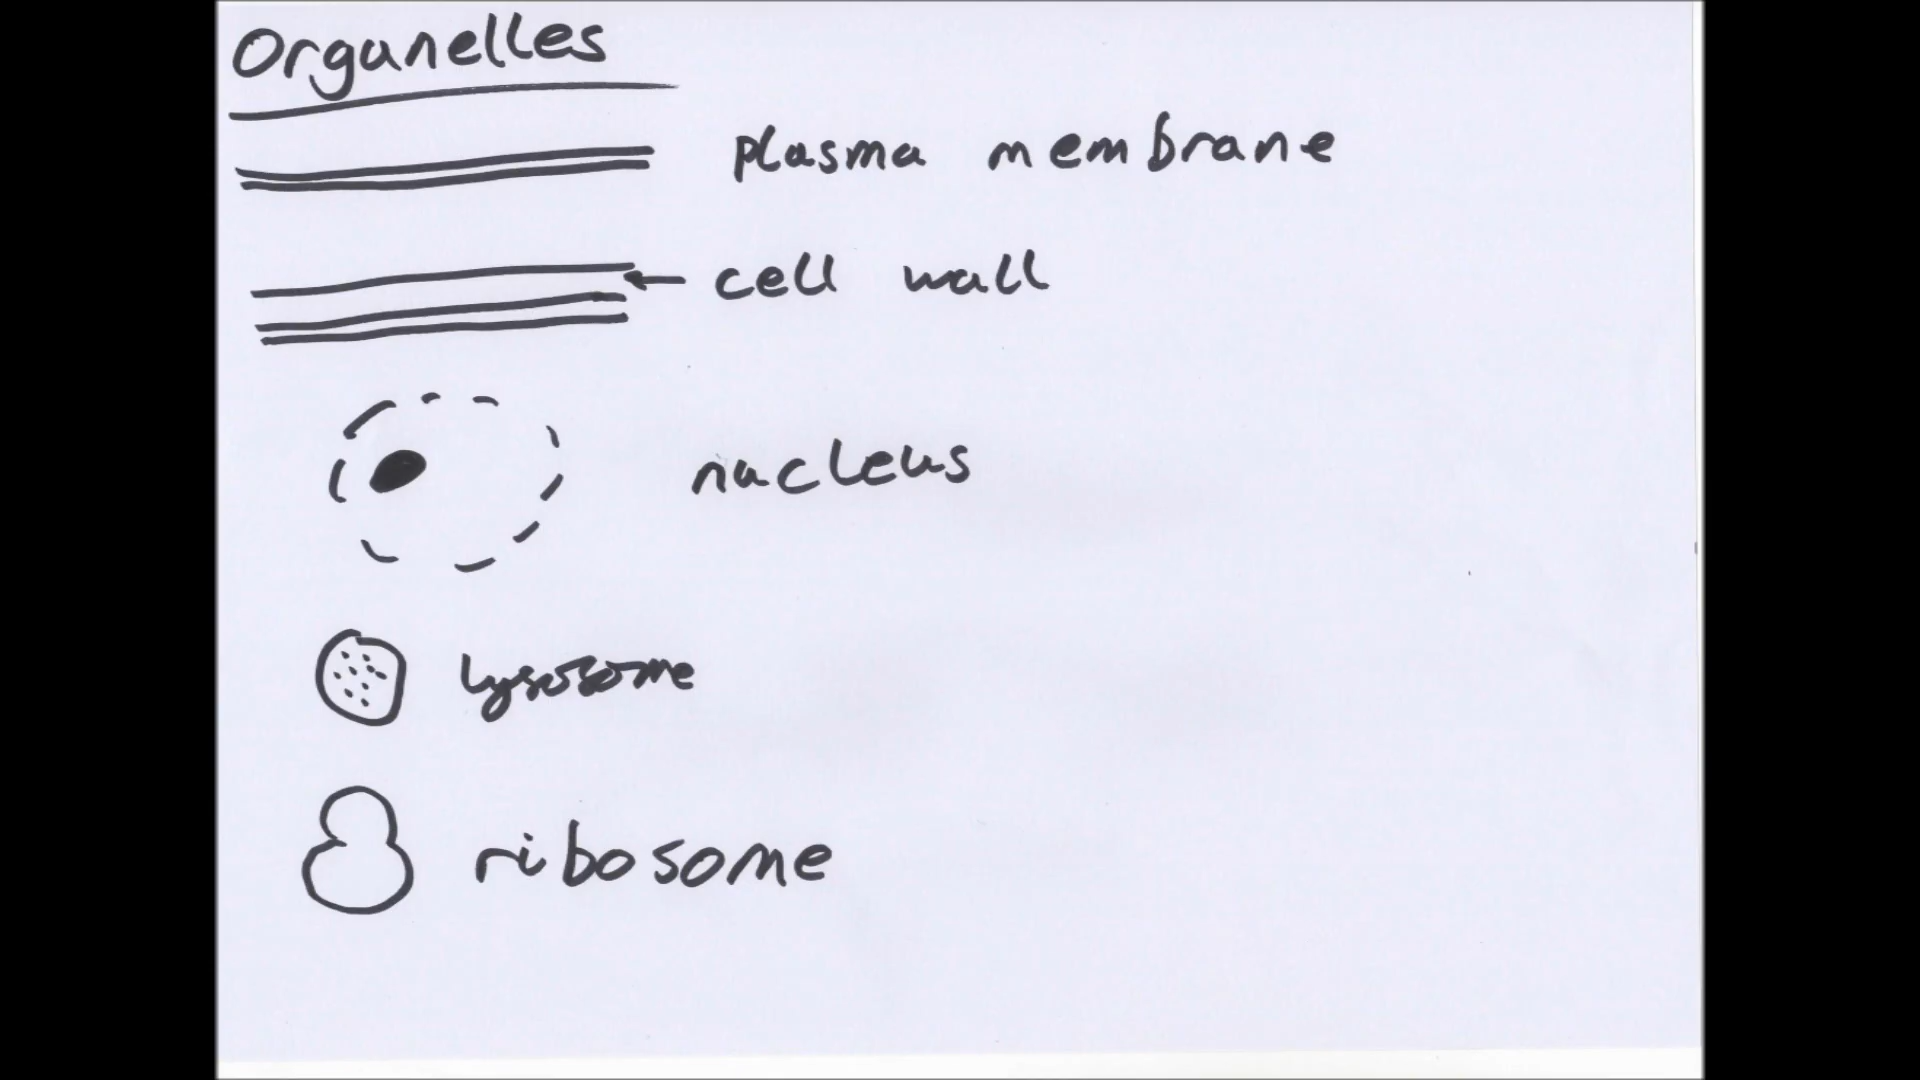 Organelles
plasma membrane
cell wall
nucleus
lysosome
ribosome